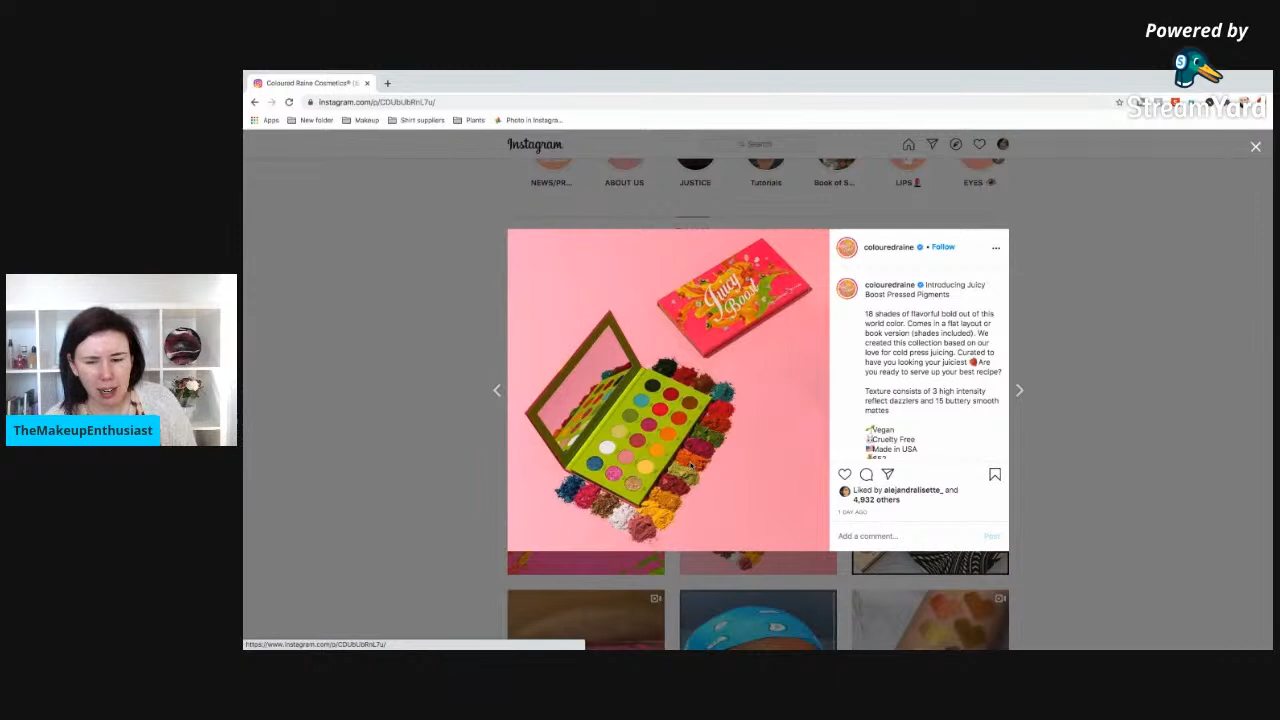 Powered by
StreamYard
Coloured Raine Cosmetics® (
instagram.com/p/CDUbUbRnL7u/
Apps
New folder
Makeup
Shirt suppliers
Plants
Photo in Instagra...
Instagram
Search
NEWS/PR...
ABOUT US
JUSTICE
Tutorials
Book of S...
LIPS💄
EYES 👁
Juicy
Boost
colouredraine • Follow
colouredraine Introducing Juicy
Boost Pressed Pigments
18 shades of flavorful bold out of this
world color. Comes in a flat layout or
book version (shades included). We
created this collection based on our
love for cold press juicing. Curated to
have you looking your juiciest 🍓Are
you ready to serve up your best recipe?
Texture consists of 3 high intensity
reflect dazzlers and 15 buttery smooth
mattes
🌱Vegan
🐰Cruelty Free
🇺🇸Made in USA
Liked by alejandralisette_ and
4,932 others
1 DAY AGO
Add a comment...
Post
TheMakeupEnthusiast
https://www.instagram.com/p/CDUbUbRnL7u/